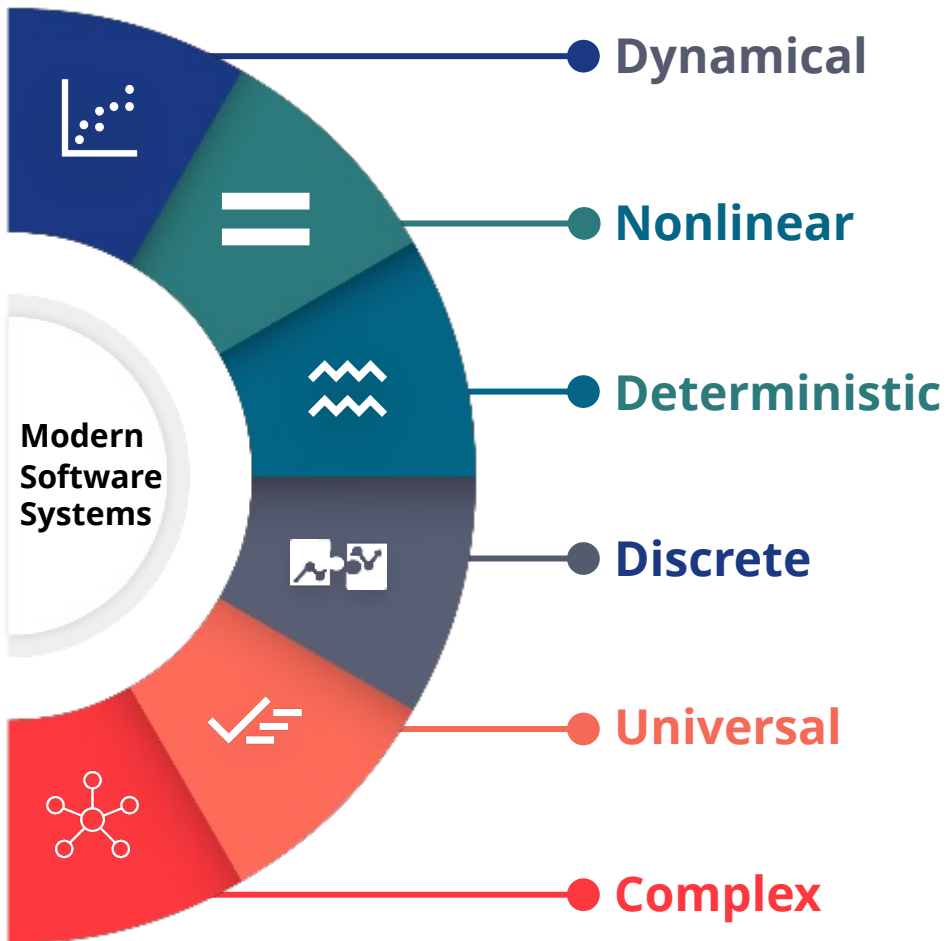 Dynamical
Nonlinear
Deterministic
Modern
Software
Systems
Discrete
Universal
Complex